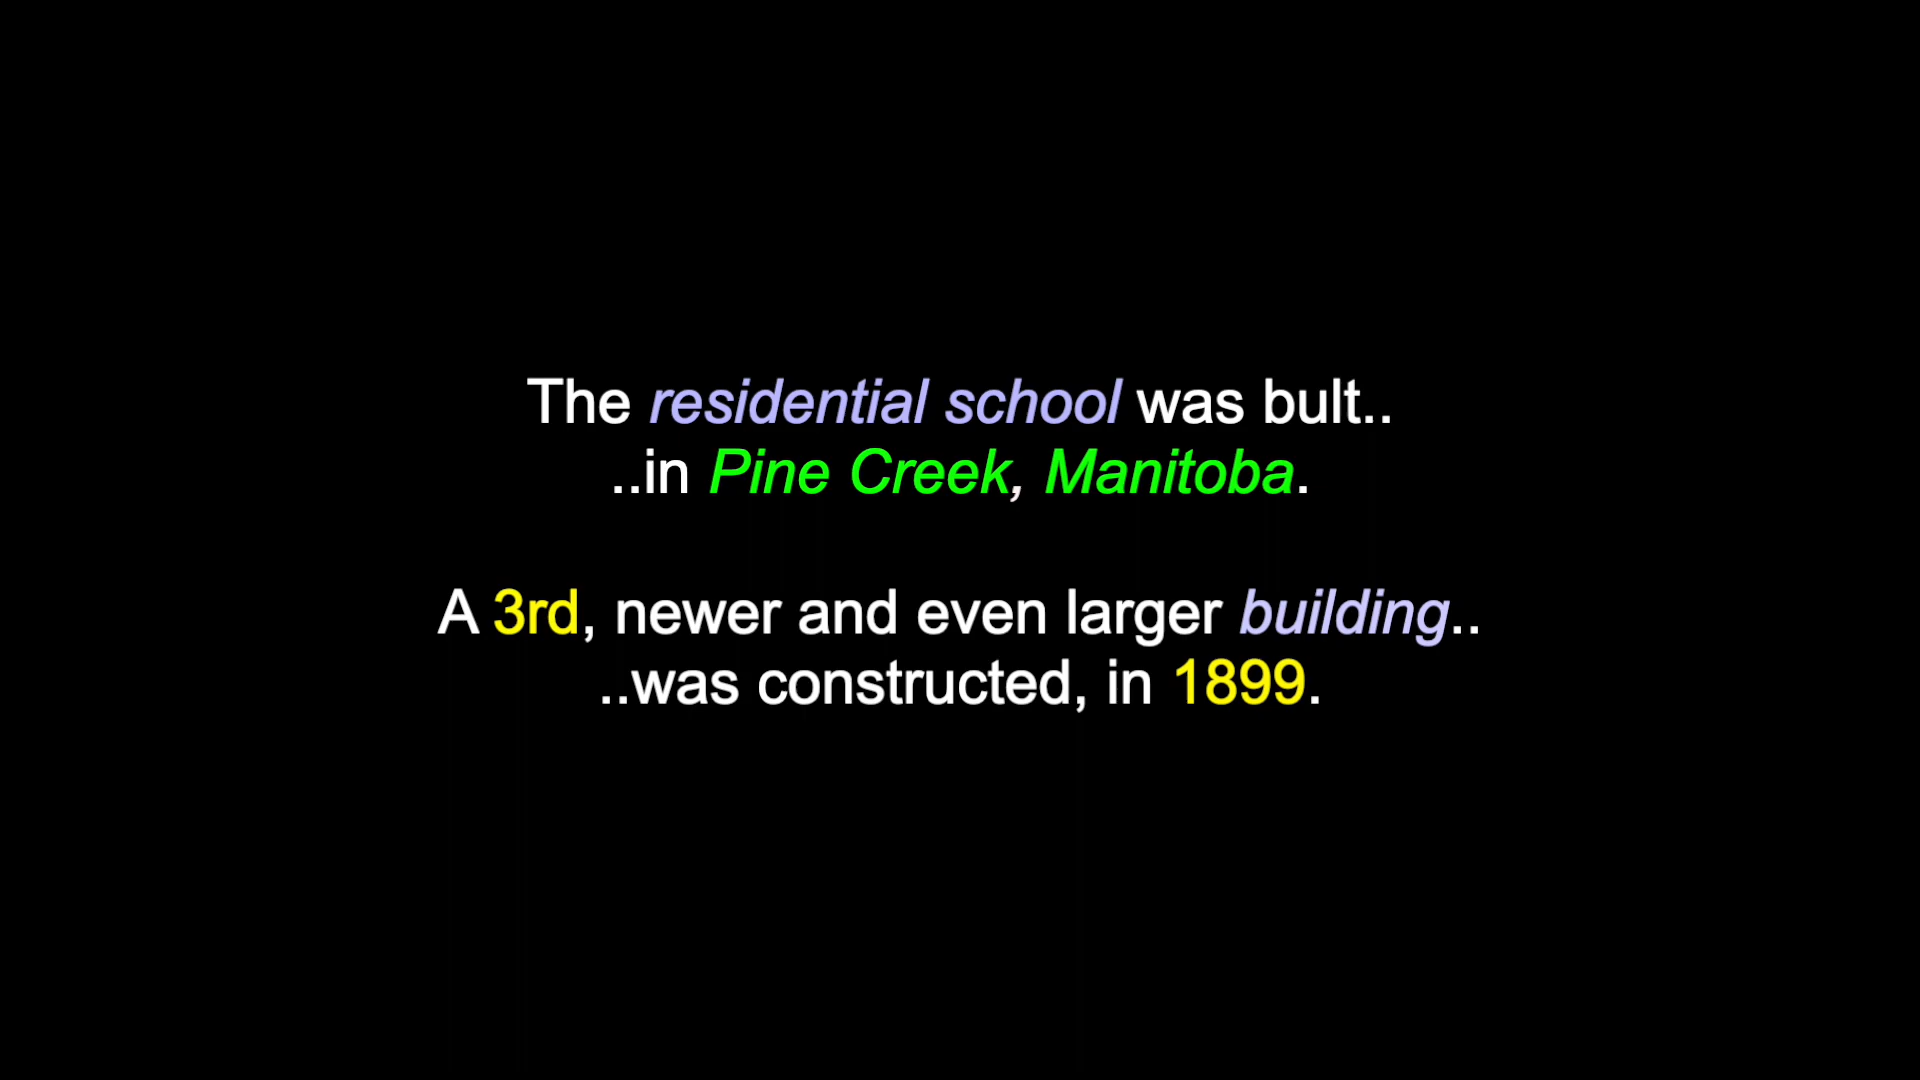 The residential school was bult..
..in Pine Creek, Manitoba.
A 3rd, newer and even larger building..
..was constructed, in 1899.